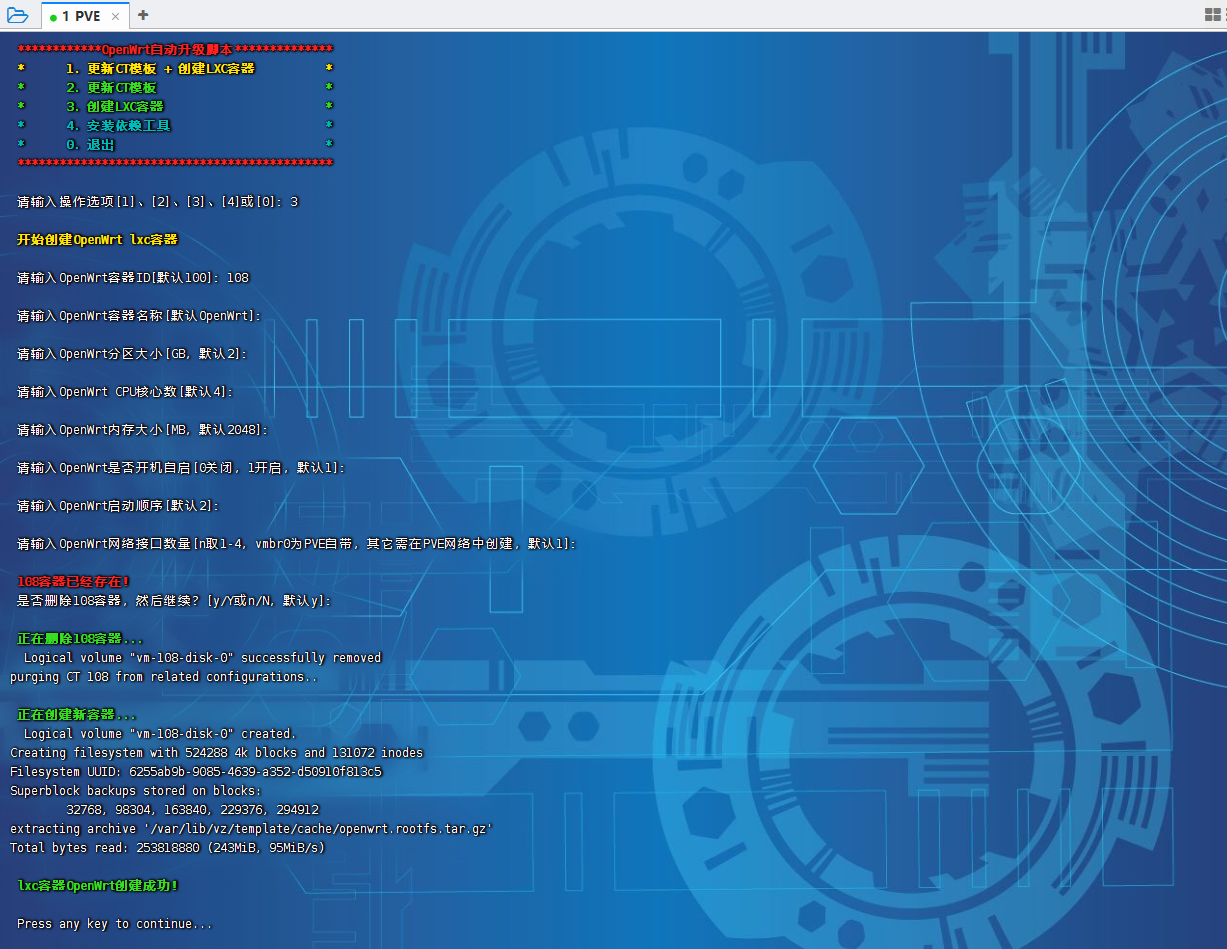 1 PVE × +
************OpenWrt自动升级脚本**************
* 1. 更新CT模板 + 创建LXC容器 *
* 2. 更新CT模板 *
* 3. 创建LXC容器 *
* 4. 安装依赖工具 *
* 0. 退出 *
*********************************************
请输入操作选项[1]、[2]、[3]、[4]或[0]: 3
开始创建OpenWrt lxc容器
请输入OpenWrt容器ID[默认100]: 108
请输入OpenWrt容器名称[默认OpenWrt]:
请输入OpenWrt分区大小[GB, 默认2]:
请输入OpenWrt CPU核心数[默认4]:
请输入OpenWrt内存大小[MB, 默认2048]:
请输入OpenWrt是否开机自启[0关闭, 1开启, 默认1]:
请输入OpenWrt启动顺序[默认2]:
请输入OpenWrt网络接口数量[n取1-4, vmbr0为PVE自带, 其它需在PVE网络中创建, 默认1]:
108容器已经存在!
是否删除108容器, 然后继续? [y/Y或n/N, 默认y]:
正在删除108容器...
Logical volume "vm-108-disk-0" successfully removed
purging CT 108 from related configurations..
正在创建新容器...
Logical volume "vm-108-disk-0" created.
Creating filesystem with 524288 4k blocks and 131072 inodes
Filesystem UUID: 6255ab9b-9085-4639-a352-d50910f813c5
Superblock backups stored on blocks:
32768, 98304, 163840, 229376, 294912
extracting archive '/var/lib/vz/template/cache/openwrt.rootfs.tar.gz'
Total bytes read: 253818880 (243MiB, 95MiB/s)
lxc容器OpenWrt创建成功!
Press any key to continue...